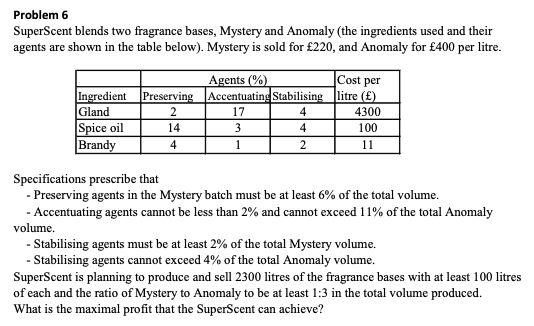 Problem 6
SuperScent blends two fragrance bases, Mystery and Anomaly (the ingredients used and their
agents are shown in the table below). Mystery is sold for £220, and Anomaly for £400 per litre.
Agents (%) Cost per
Ingredient Preserving Accentuating Stabilising litre (£)
Gland 2 17 4 4300
Spice oil 14 3 4 100
Brandy 4 1 2 11
Specifications prescribe that
- Preserving agents in the Mystery batch must be at least 6% of the total volume.
- Accentuating agents cannot be less than 2% and cannot exceed 11% of the total Anomaly
volume.
- Stabilising agents must be at least 2% of the total Mystery volume.
- Stabilising agents cannot exceed 4% of the total Anomaly volume.
SuperScent is planning to produce and sell 2300 litres of the fragrance bases with at least 100 litres
of each and the ratio of Mystery to Anomaly to be at least 1:3 in the total volume produced.
What is the maximal profit that the SuperScent can achieve?